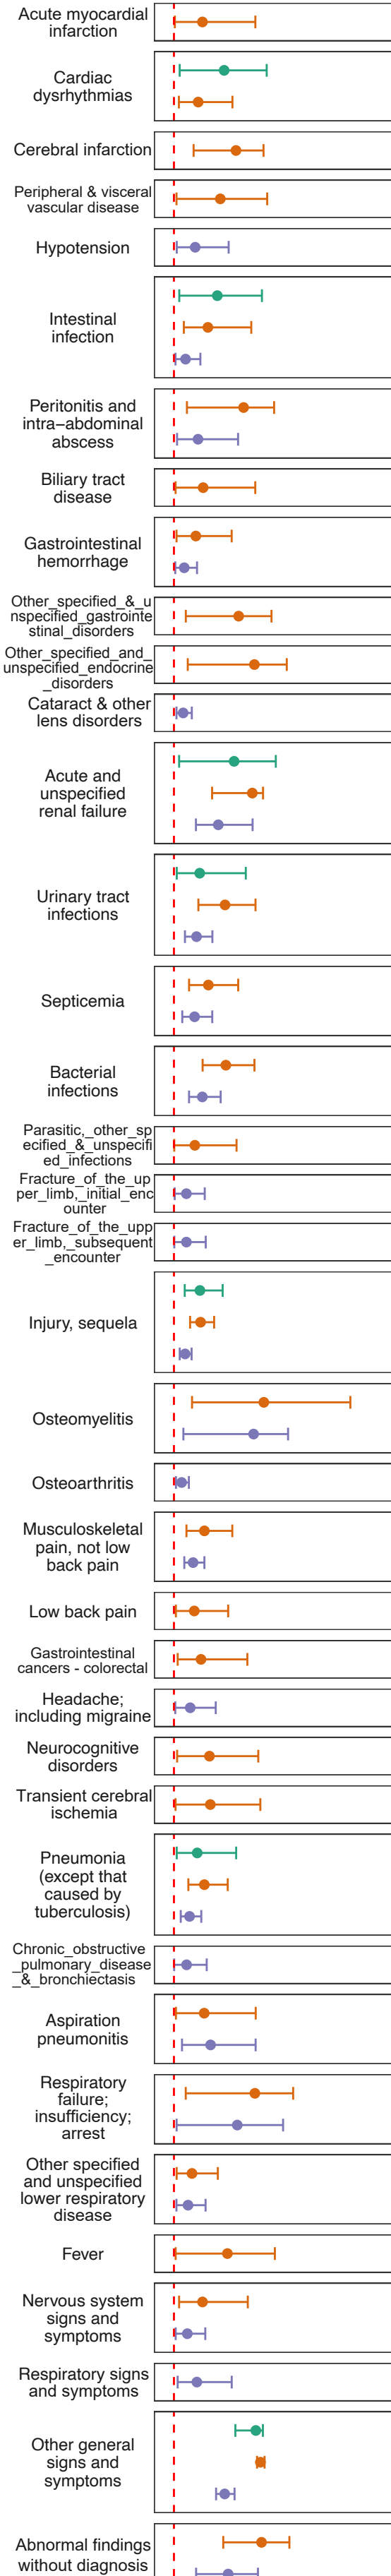 Acute myocardial
infarction
Cardiac
dysrhythmias
Cerebral infarction
Peripheral & visceral
vascular disease
Hypotension
Intestinal
infection
Peritonitis and
intra−abdominal
abscess
Biliary tract
disease
Gastrointestinal
hemorrhage
Other_specified_&_u
nspecified_gastrointe
stinal_disorders
Other_specified_and_
unspecified_endocrine
_disorders
Cataract & other
lens disorders
Acute and
unspecified
renal failure
Urinary tract
infections
Septicemia
Bacterial
infections
Parasitic,_other_sp
ecified_&_unspecifi
ed_infections
Fracture_of_the_up
per_limb,_initial_enc
ounter
Fracture_of_the_upp
er_limb,_subsequent
_encounter
Injury, sequela
Osteomyelitis
Osteoarthritis
Musculoskeletal
pain, not low
back pain
Low back pain
Gastrointestinal
cancers - colorectal
Headache;
including migraine
Neurocognitive
disorders
Transient cerebral
ischemia
Pneumonia
(except that
caused by
tuberculosis)
Chronic_obstructive
_pulmonary_disease
_&_bronchiectasis
Aspiration
pneumonitis
Respiratory
failure;
insufficiency;
arrest
Other specified
and unspecified
lower respiratory
disease
Fever
Nervous system
signs and
symptoms
Respiratory signs
and symptoms
Other general
signs and
symptoms
Abnormal findings
without diagnosis